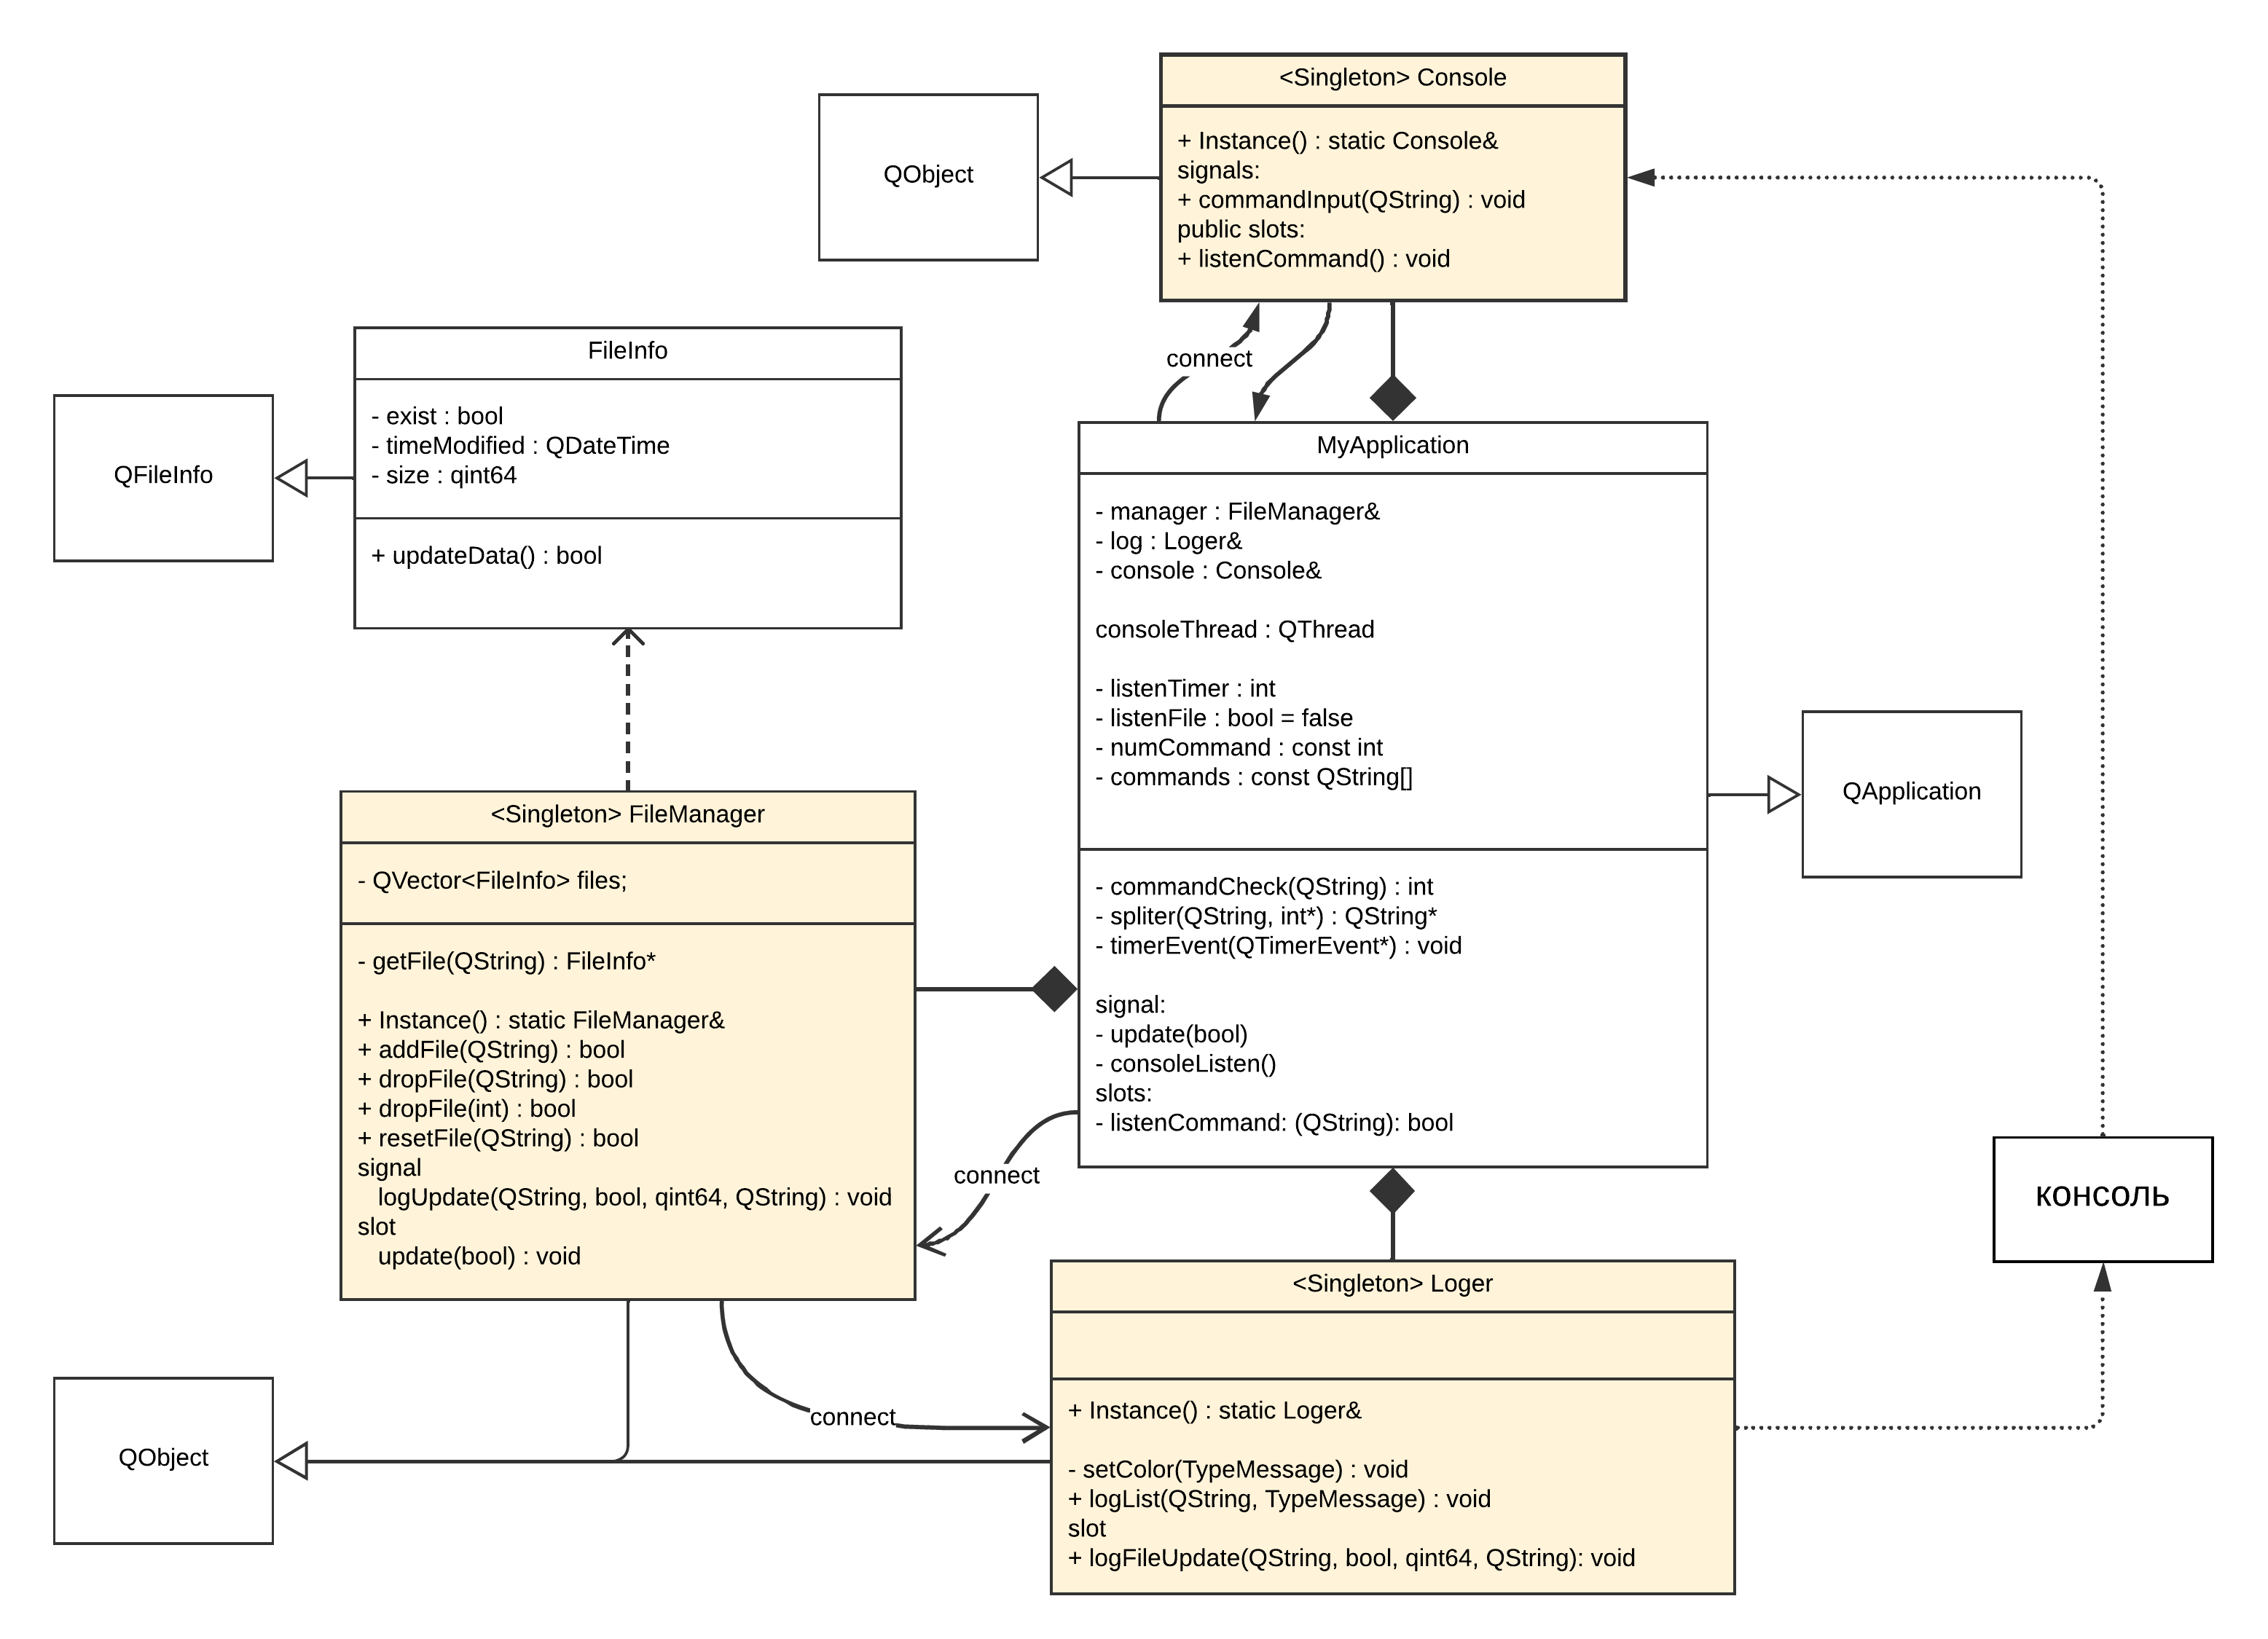 <Singleton> Console
+ Instance() : static Console&
signals:
+ commandInput(QString) : void
public slots:
+ listenCommand() : void
QObject
connect
FileInfo
- exist : bool
- timeModified : QDateTime
- size : qint64
+ updateData() : bool
QFileInfo
MyApplication
- manager : FileManager&
- log : Loger&
- console : Console&
consoleThread : QThread
- listenTimer : int
- listenFile : bool = false
- numCommand : const int
- commands : const QString[]
- commandCheck(QString) : int
- spliter(QString, int*) : QString*
- timerEvent(QTimerEvent*) : void
signal:
- update(bool)
- consoleListen()
slots:
- listenCommand: (QString): bool
QApplication
<Singleton> FileManager
- QVector<FileInfo> files;
- getFile(QString) : FileInfo*
+ Instance() : static FileManager&
+ addFile(QString) : bool
+ dropFile(QString) : bool
+ dropFile(int) : bool
+ resetFile(QString) : bool
signal
logUpdate(QString, bool, qint64, QString) : void
slot
update(bool) : void
connect
консоль
<Singleton> Loger
+ Instance() : static Loger&
- setColor(TypeMessage) : void
+ logList(QString, TypeMessage) : void
slot
+ logFileUpdate(QString, bool, qint64, QString): void
connect
QObject